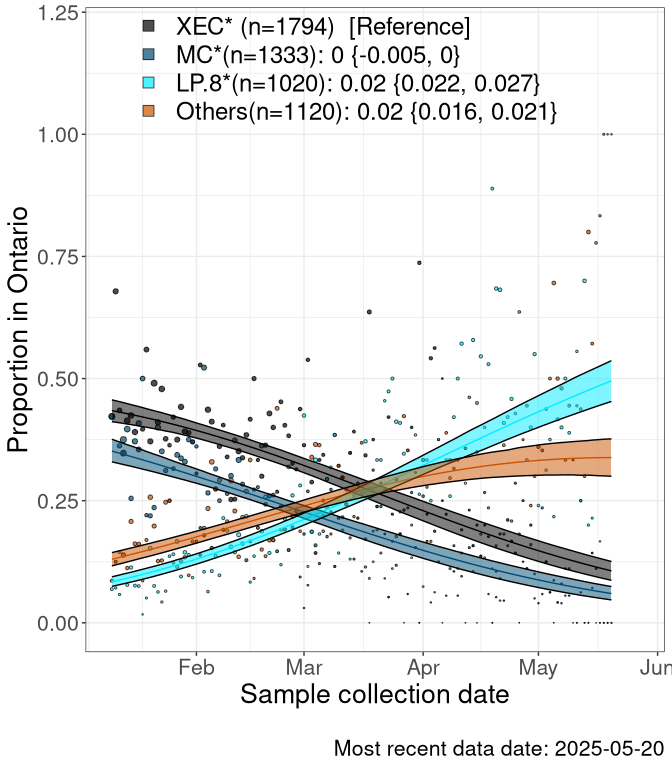 1.25
XEC* (n=1794)  [Reference]
MC*(n=1333): 0 {-0.005, 0}
LP.8*(n=1020): 0.02 {0.022, 0.027}
Others(n=1120): 0.02 {0.016, 0.021}
1.00
0.75
0.50
0.25
0.00
Proportion in Ontario
Feb Mar Apr May Jun
Sample collection date
Most recent data date: 2025-05-20